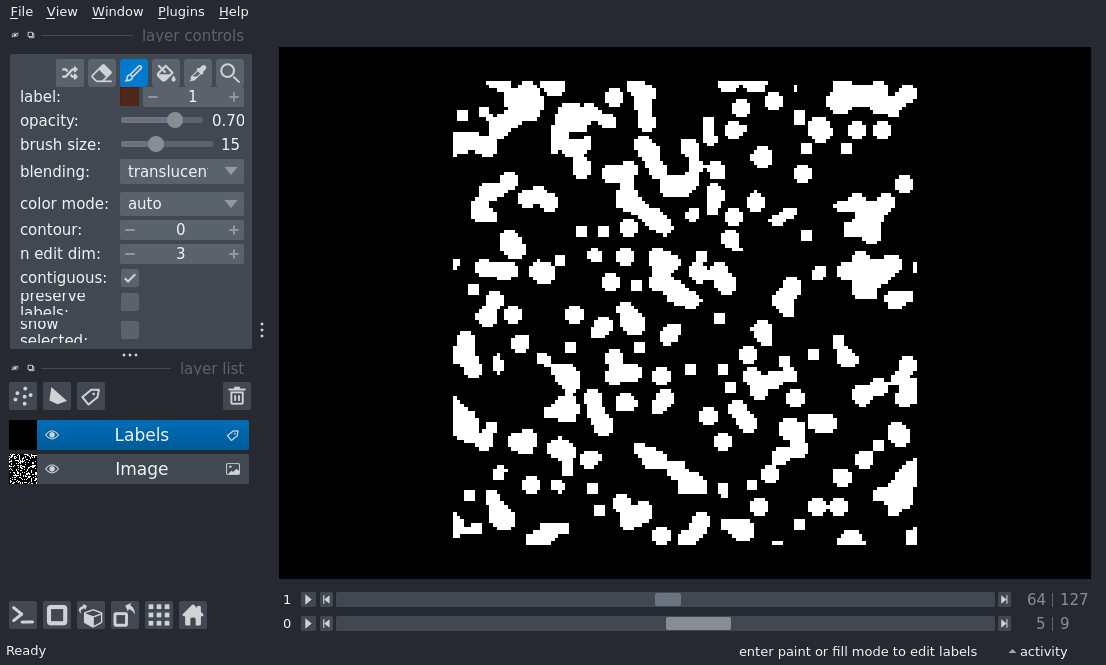 File View Window Plugins Help
layer controls
label: 1
opacity: 0.70
brush size: 15
blending: translucen
color mode: auto
contour: 0
n edit dim: 3
contiguous:
preserve
labels:
show
selected:
layer list
Labels
Image
1 64 | 127
0 5 | 9
Ready enter paint or fill mode to edit labels activity